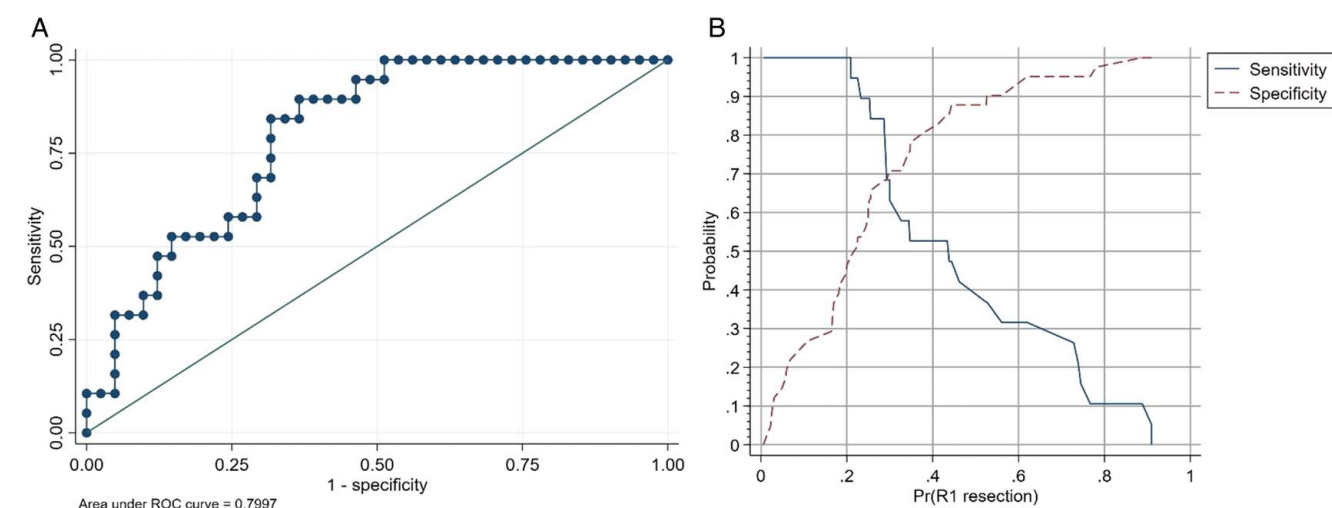 A
1.00
0.75
0.50
0.25
0.00
Sensitivity
0.00 0.25 0.50 0.75 1.00
1 - specificity
Area under ROC curve = 0.7997
B
1
.9
.8
.7
.6
.5
.4
.3
.2
.1
0
Probability
0 .2 .4 .6 .8 1
Pr(R1 resection)
Sensitivity
Specificity